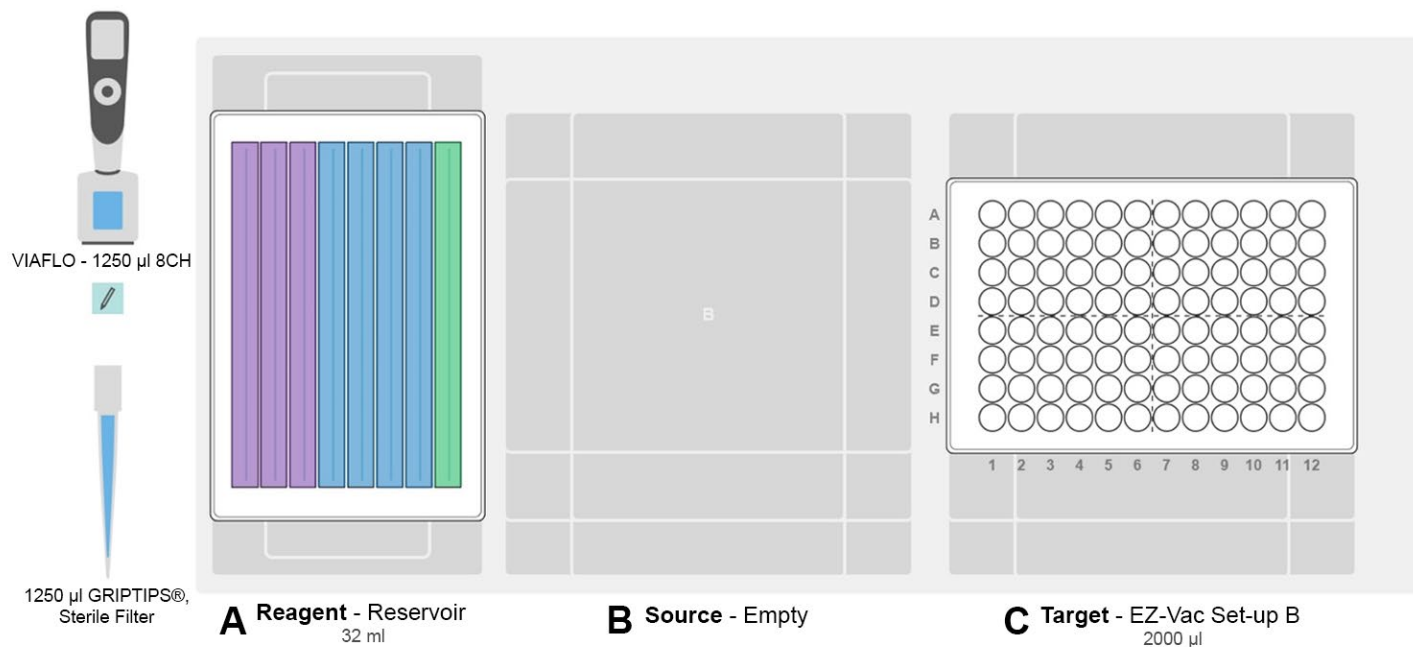 VIAFLO - 1250 µl 8CH
1250 µl GRIPTIPS®,
Sterile Filter
A Reagent - Reservoir
32 ml
B
B Source - Empty
A
B
C
D
E
F
G
H
1 2 3 4 5 6 7 8 9 10 11 12
C Target - EZ-Vac Set-up B
2000 µl